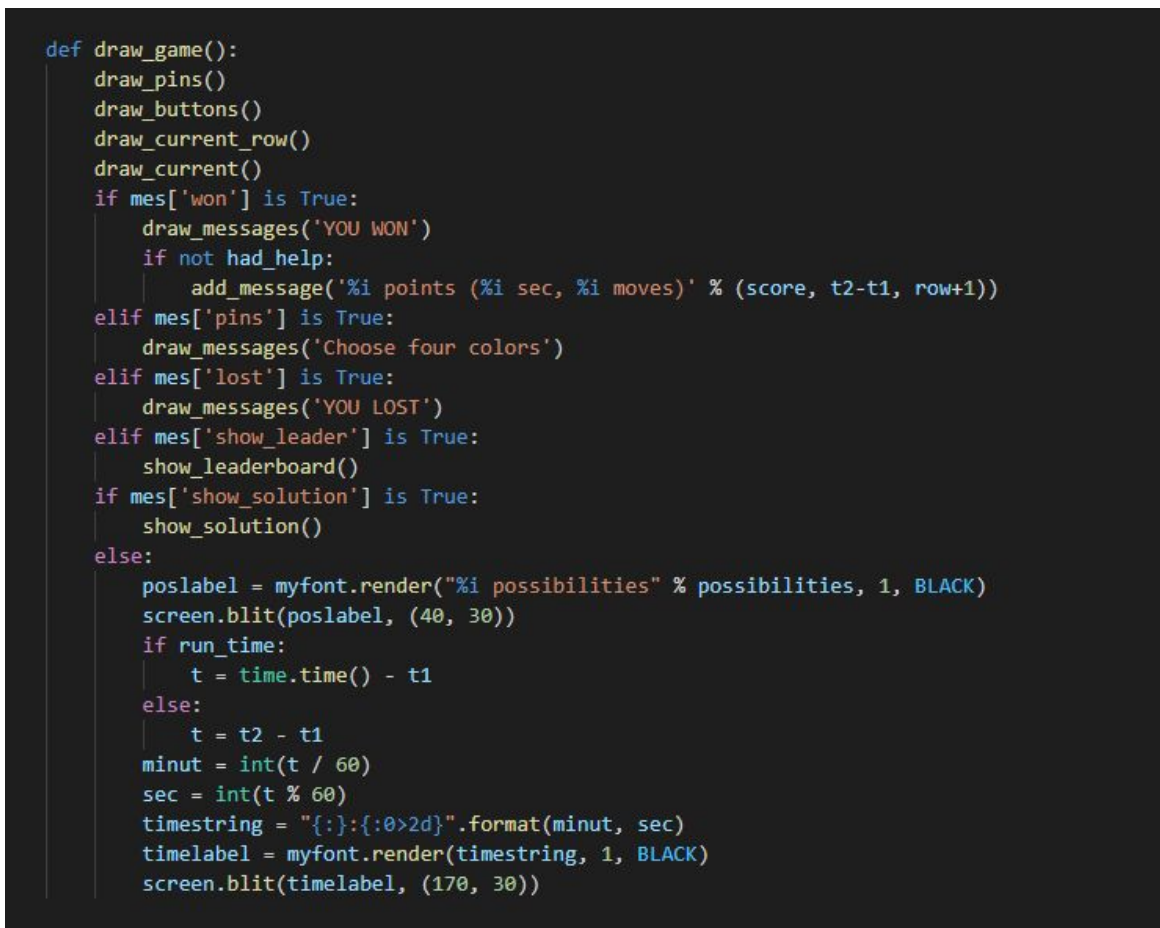 def draw_game():
    draw_pins()
    draw_buttons()
    draw_current_row()
    draw_current()
    if mes['won'] is True:
        draw_messages('YOU WON')
        if not had_help:
            add_message('%i points (%i sec, %i moves)' % (score, t2-t1, row+1))
    elif mes['pins'] is True:
        draw_messages('Choose four colors')
    elif mes['lost'] is True:
        draw_messages('YOU LOST')
    elif mes['show_leader'] is True:
        show_leaderboard()
    if mes['show_solution'] is True:
        show_solution()
    else:
        poslabel = myfont.render("%i possibilities" % possibilities, 1, BLACK)
        screen.blit(poslabel, (40, 30))
        if run_time:
            t = time.time() - t1
        else:
            t = t2 - t1
        minut = int(t / 60)
        sec = int(t % 60)
        timestring = "{:}:{:0>2d}".format(minut, sec)
        timelabel = myfont.render(timestring, 1, BLACK)
        screen.blit(timelabel, (170, 30))